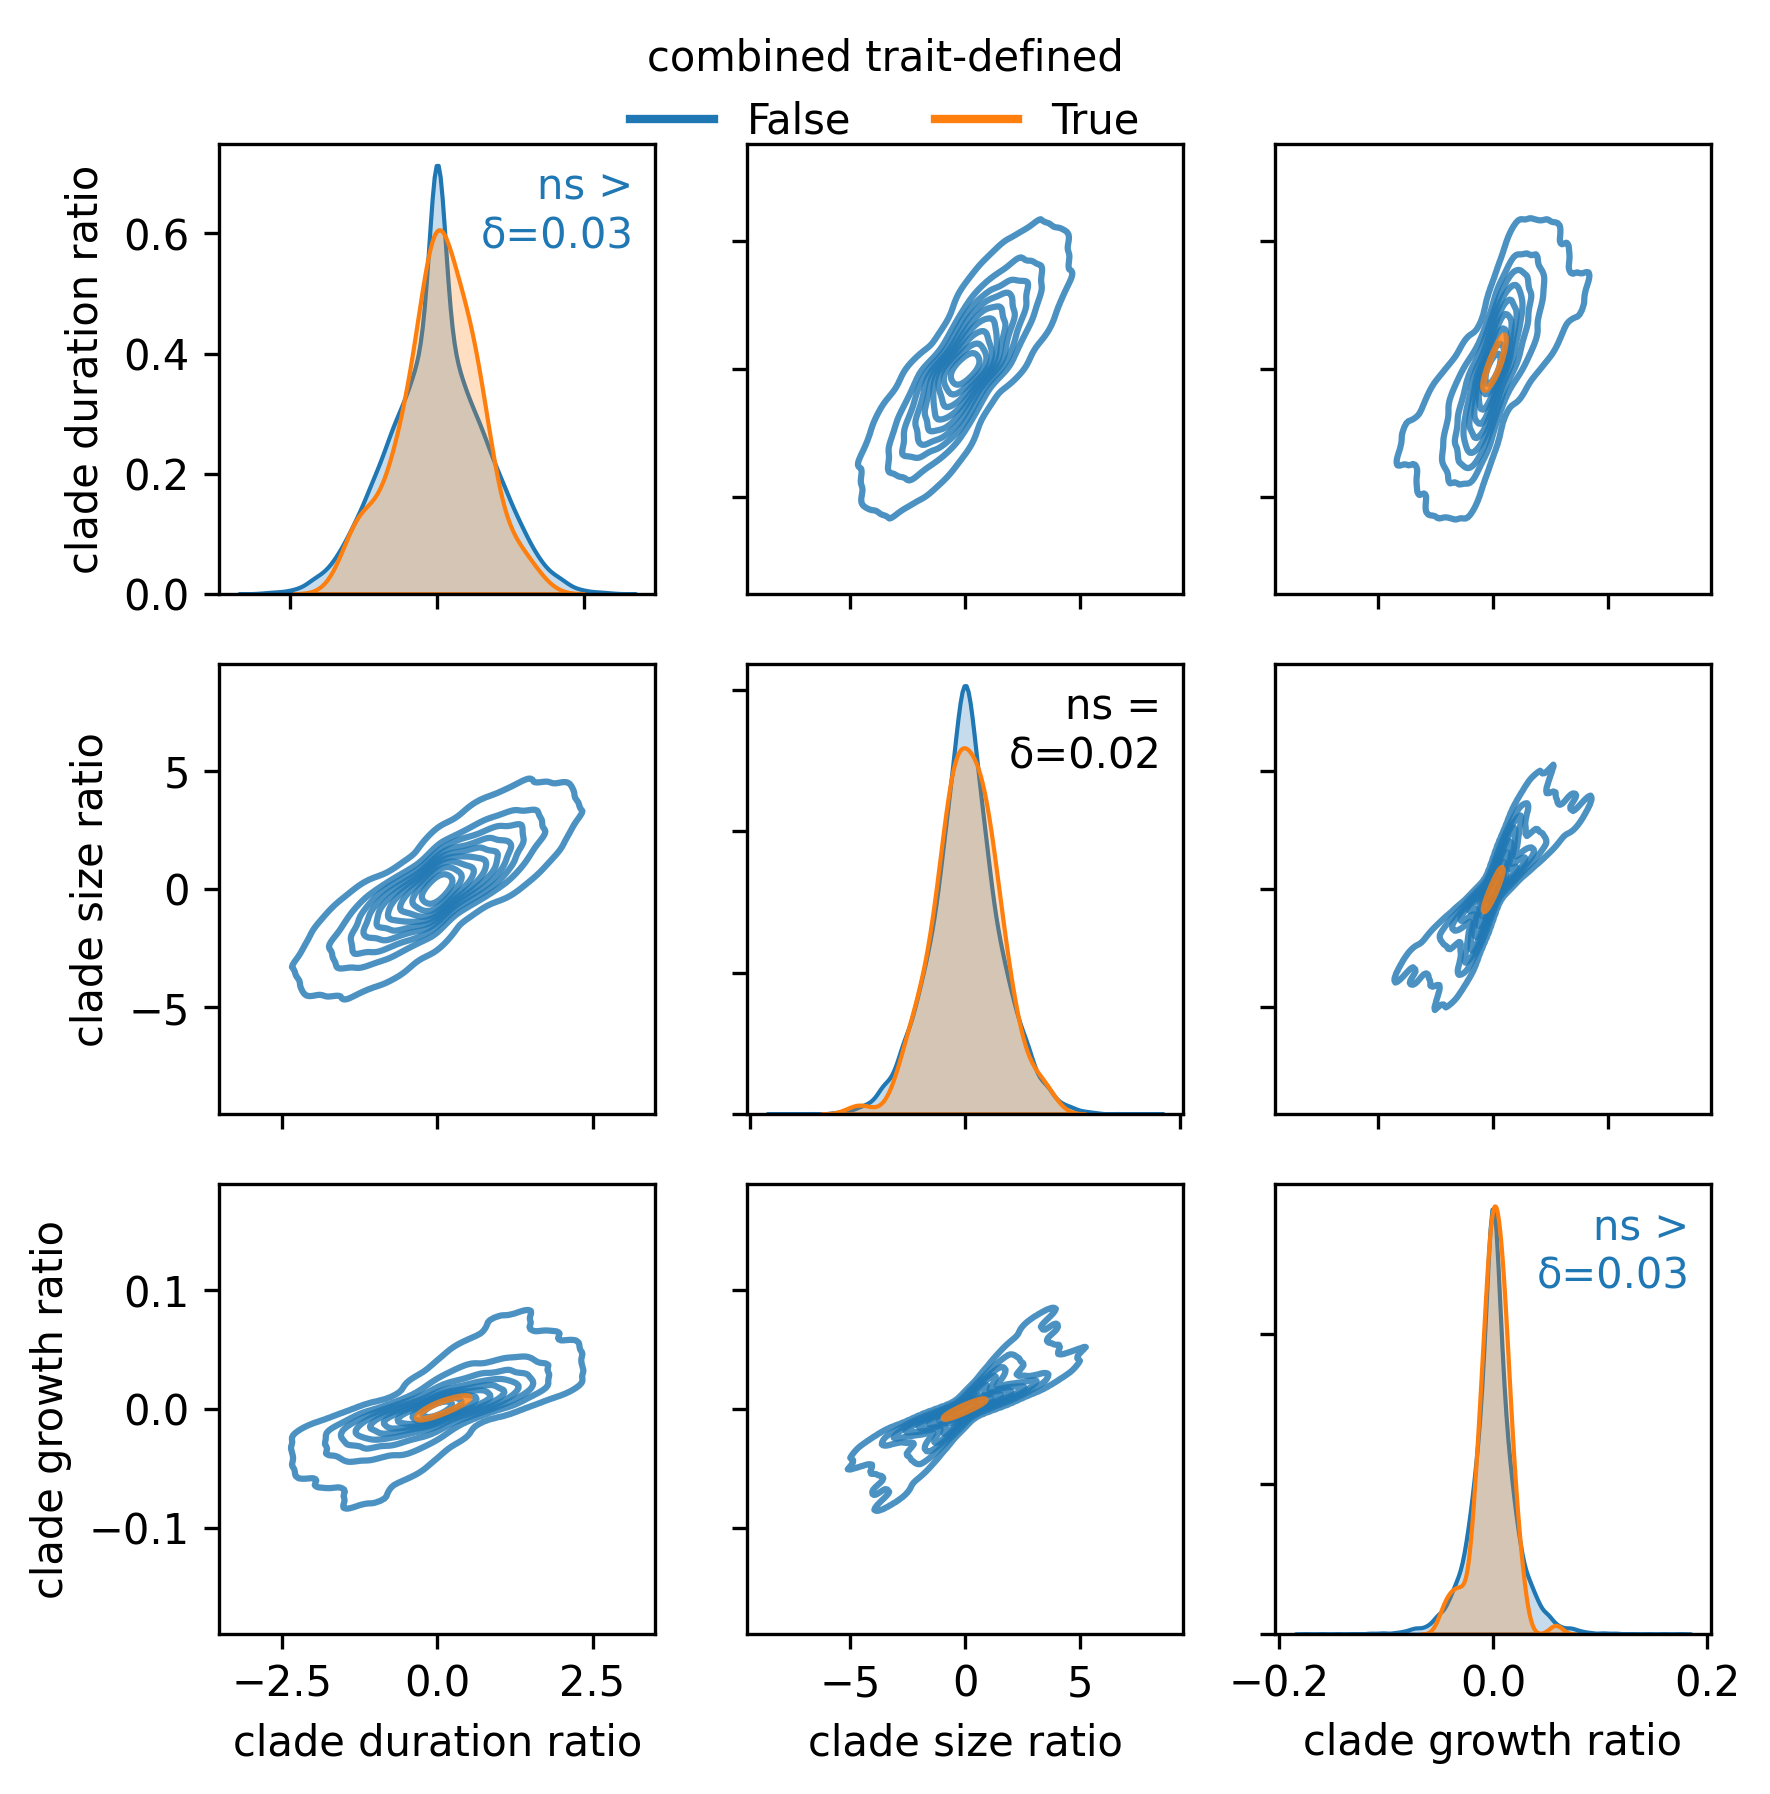 combined trait-defined
False True
clade duration ratio
0.6
0.4
0.2
0.0
ns >
δ=0.03
clade size ratio
5
0
−5
ns =
δ=0.02
clade growth ratio
0.1
0.0
−0.1
ns >
δ=0.03
−2.5 0.0 2.5
−5 0 5
−0.2 0.0 0.2
clade duration ratio
clade size ratio
clade growth ratio